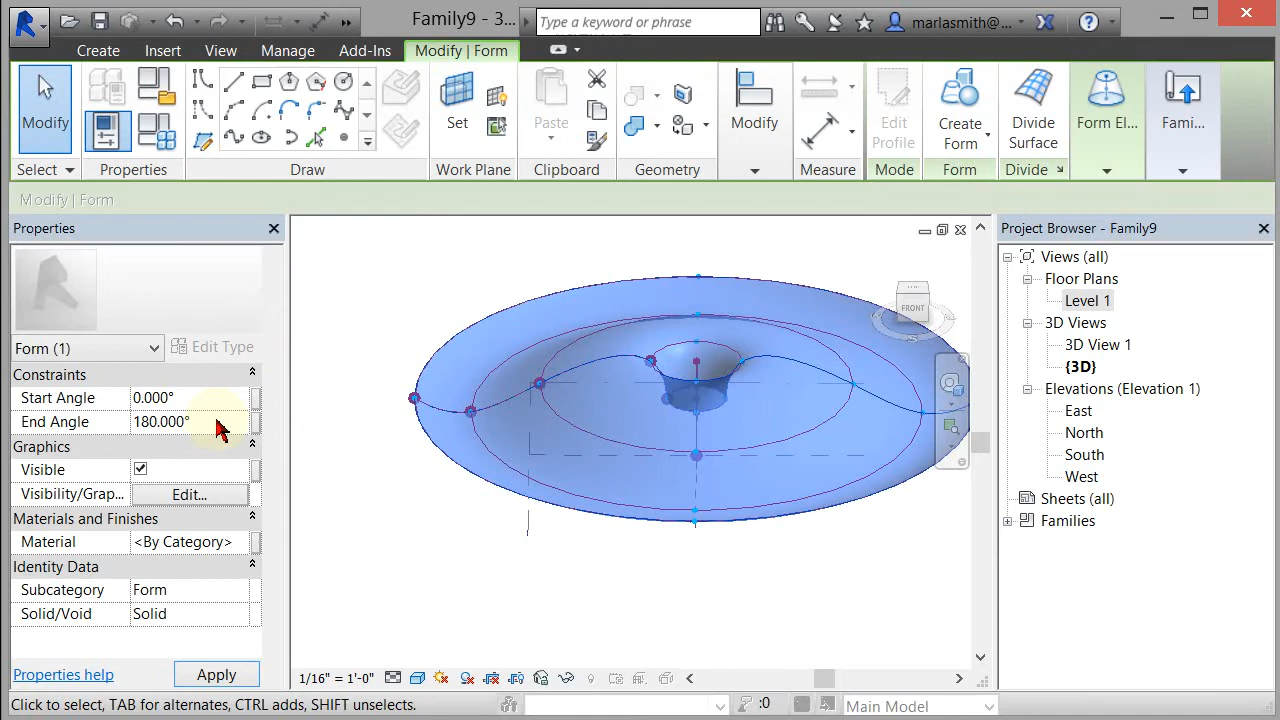 Family9 - 3...
Type a keyword or phrase
marlasmith@...
Create
Insert
View
Manage
Add-Ins
Modify | Form
Modify
Set
Paste
Modify
Edit
Profile
Create
Form
Divide
Surface
Form El...
Fami...
Select
Properties
Draw
Work Plane
Clipboard
Geometry
Measure
Mode
Form
Divide
Modify | Form
Properties
Form (1)
Edit Type
Constraints
Start Angle 0.000°
End Angle 180.000°
Graphics
Visible
Visibility/Grap... Edit...
Materials and Finishes
Material <By Category>
Identity Data
Subcategory Form
Solid/Void Solid
Properties help
Apply
FRONT
1/16" = 1'-0"
Project Browser - Family9
Views (all)
Floor Plans
Level 1
3D Views
3D View 1
{3D}
Elevations (Elevation 1)
East
North
South
West
Sheets (all)
Families
Click to select, TAB for alternates, CTRL adds, SHIFT unselects.
:0
Main Model